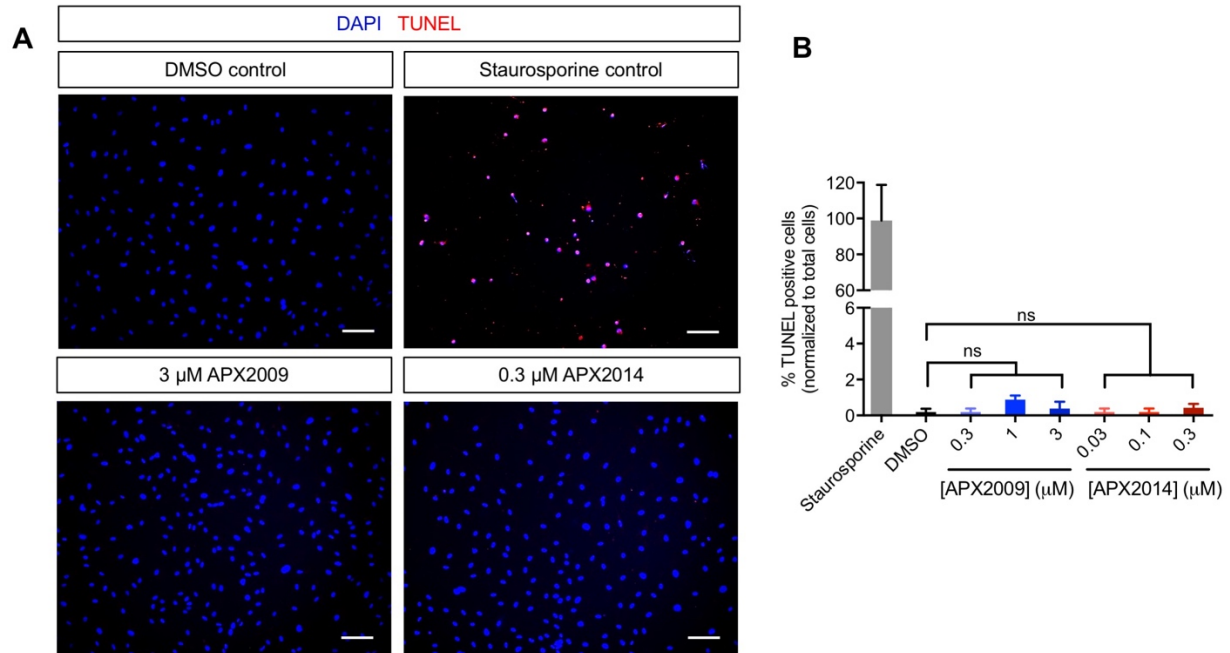 A
DAPI TUNEL
DMSO control
Staurosporine control
3 µM APX2009
0.3 µM APX2014
B
% TUNEL positive cells
(normalized to total cells)
120
100
80
60
6
4
2
0
ns
ns
Staurosporine
DMSO
0.3
1
3
0.03
0.1
0.3
[APX2009] (µM)
[APX2014] (µM)